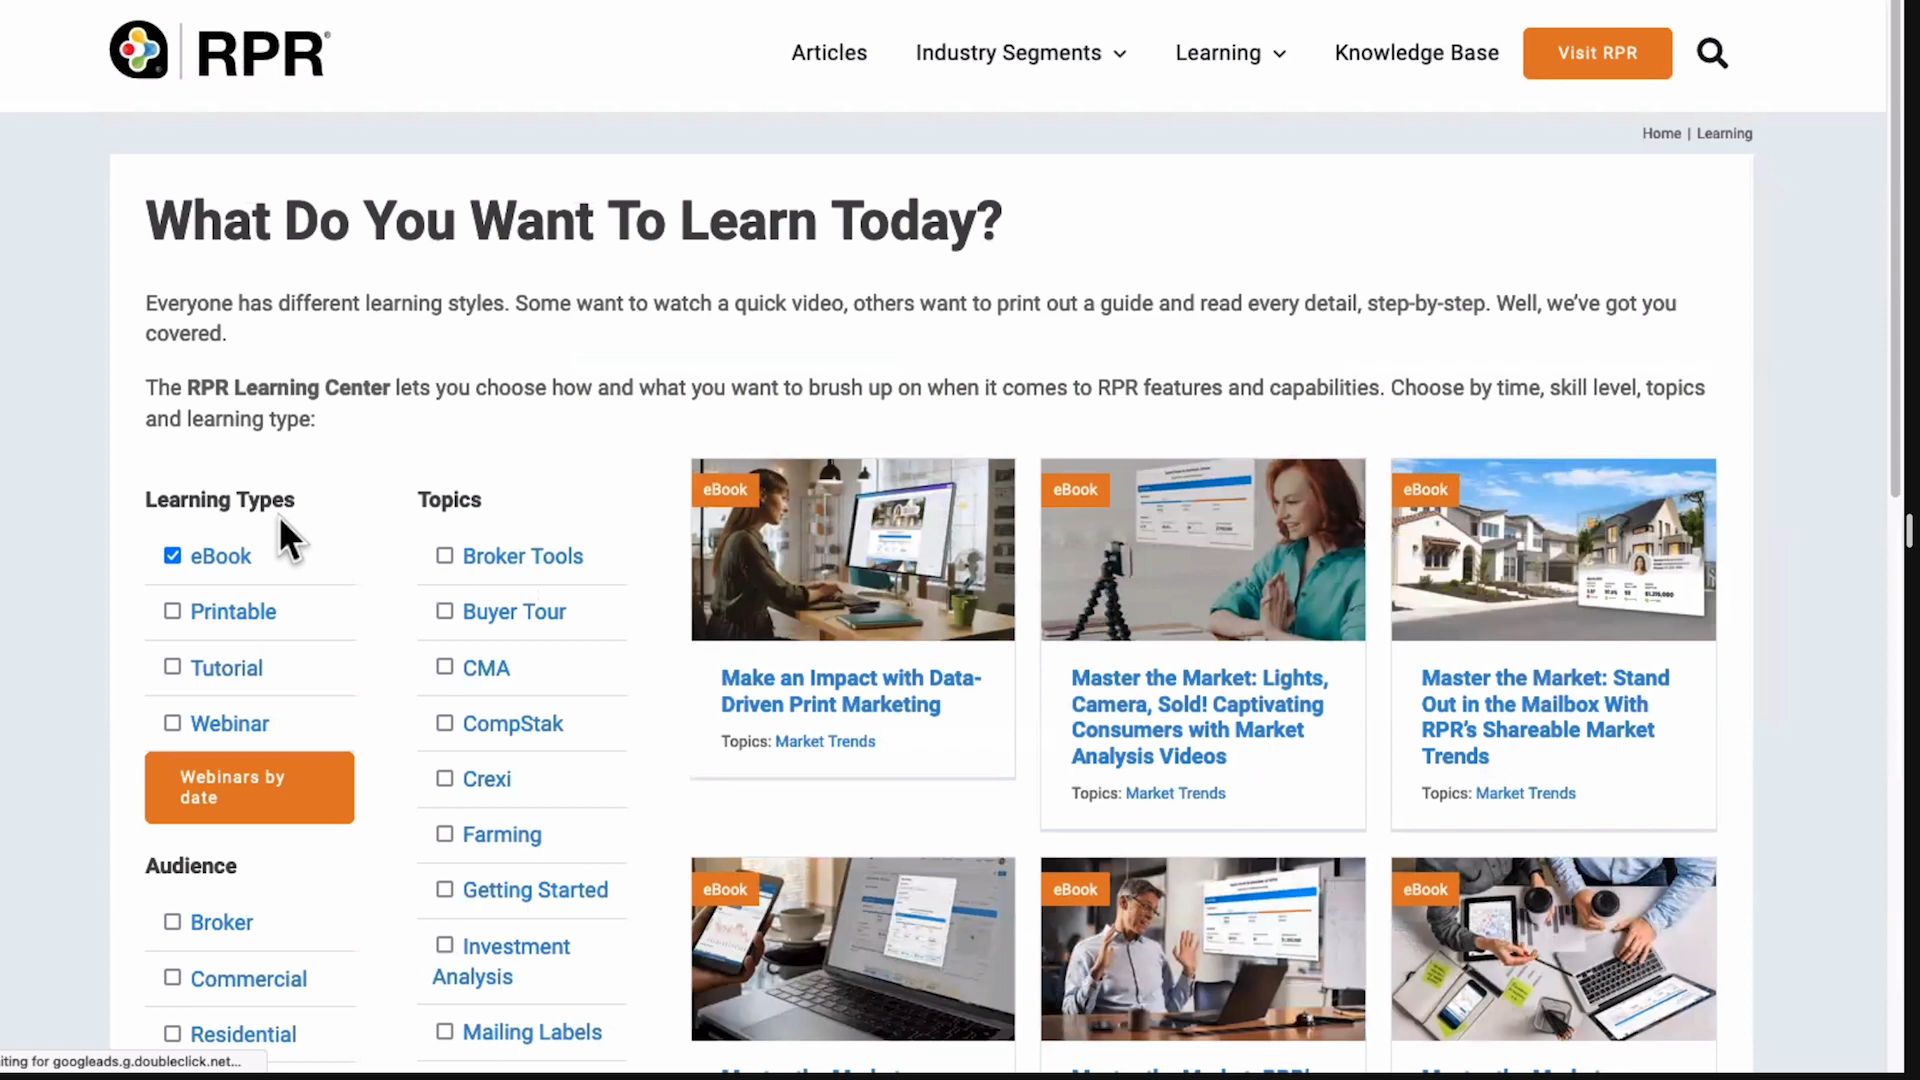 RPR®
Articles
Industry Segments
Learning
Knowledge Base
Visit RPR
Home | Learning
What Do You Want To Learn Today?
Everyone has different learning styles. Some want to watch a quick video, others want to print out a guide and read every detail, step-by-step. Well, we've got you
covered.
The RPR Learning Center lets you choose how and what you want to brush up on when it comes to RPR features and capabilities. Choose by time, skill level, topics
and learning type:
Learning Types
eBook
Printable
Tutorial
Webinar
Webinars by
date
Audience
Broker
Commercial
Residential
Topics
Broker Tools
Buyer Tour
CMA
CompStak
Crexi
Farming
Getting Started
Investment
Analysis
Mailing Labels
eBook
Make an Impact with Data-
Driven Print Marketing
Topics: Market Trends
eBook
Master the Market: Lights,
Camera, Sold! Captivating
Consumers with Market
Analysis Videos
Topics: Market Trends
eBook
Master the Market: Stand
Out in the Mailbox With
RPR's Shareable Market
Trends
Topics: Market Trends
eBook
eBook
eBook
iting for googleads.g.doubleclick.net...